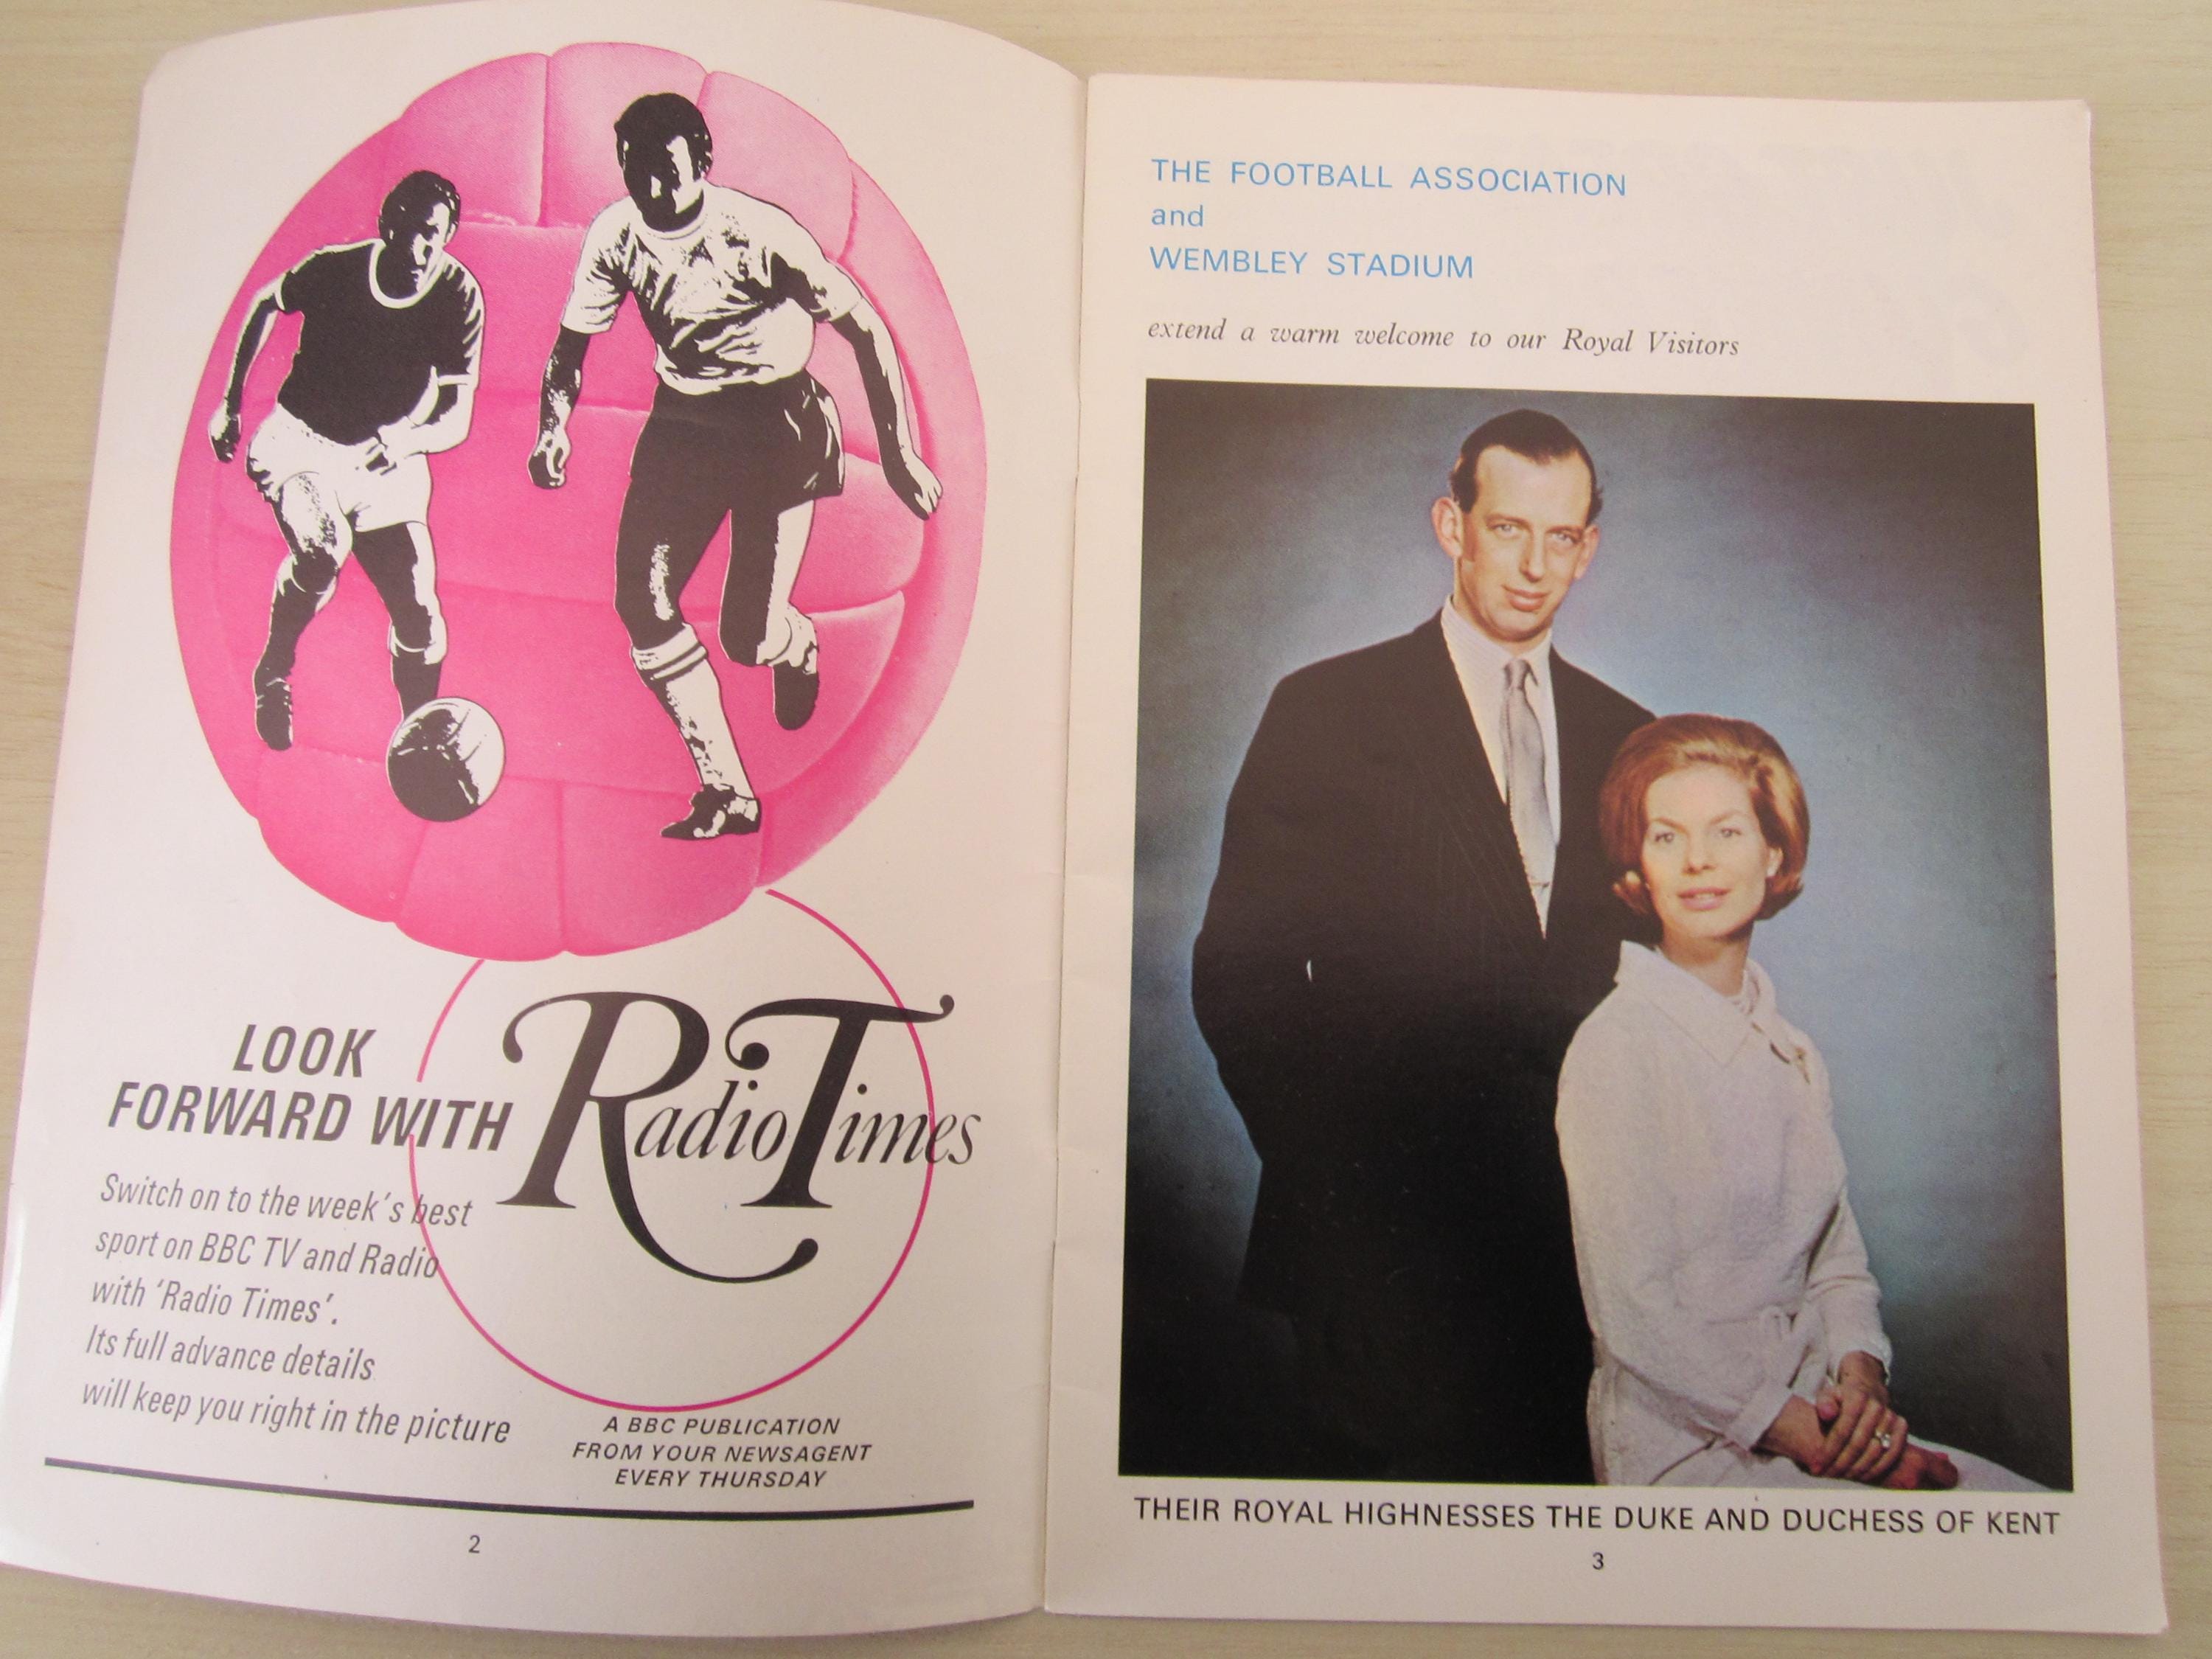 LOOK
FORWARD WITH RadioTimes
Switch on to the week's best
sport on BBC TV and Radio
with 'Radio Times'.
Its full advance details
will keep you right in the picture
A BBC PUBLICATION
FROM YOUR NEWSAGENT
EVERY THURSDAY
2
THE FOOTBALL ASSOCIATION
and
WEMBLEY STADIUM
extend a warm welcome to our Royal Visitors
THEIR ROYAL HIGHNESSES THE DUKE AND DUCHESS OF KENT
3